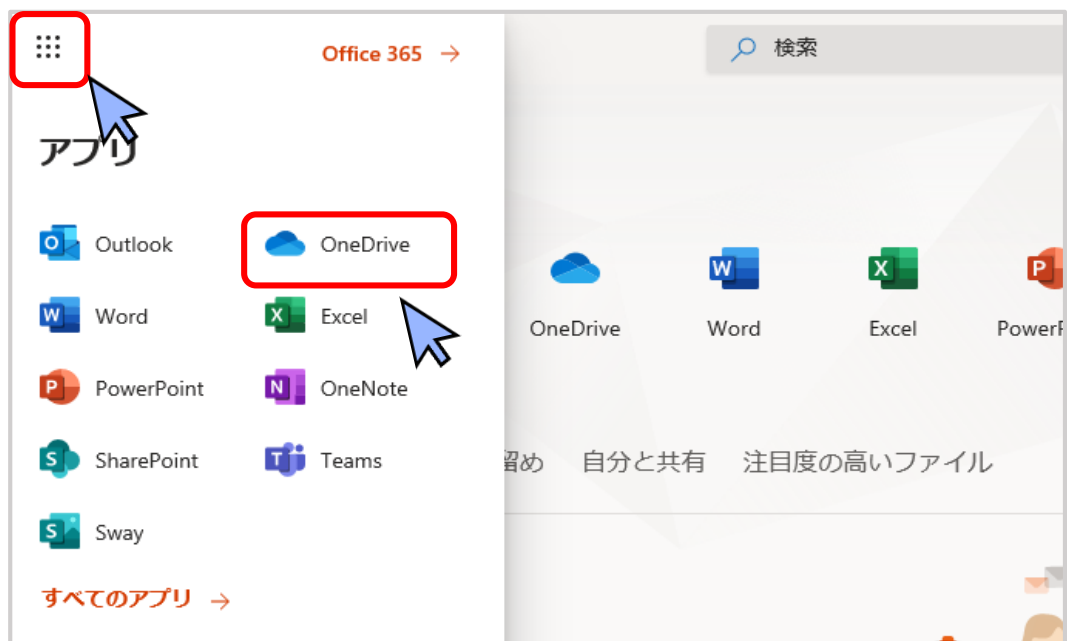 Office 365 →
検索
アプリ
Outlook
OneDrive
Word
Excel
PowerPoint
OneNote
SharePoint
Teams
Sway
すべてのアプリ →
OneDrive
Word
Excel
留め
自分と共有
注目度の高いファイル